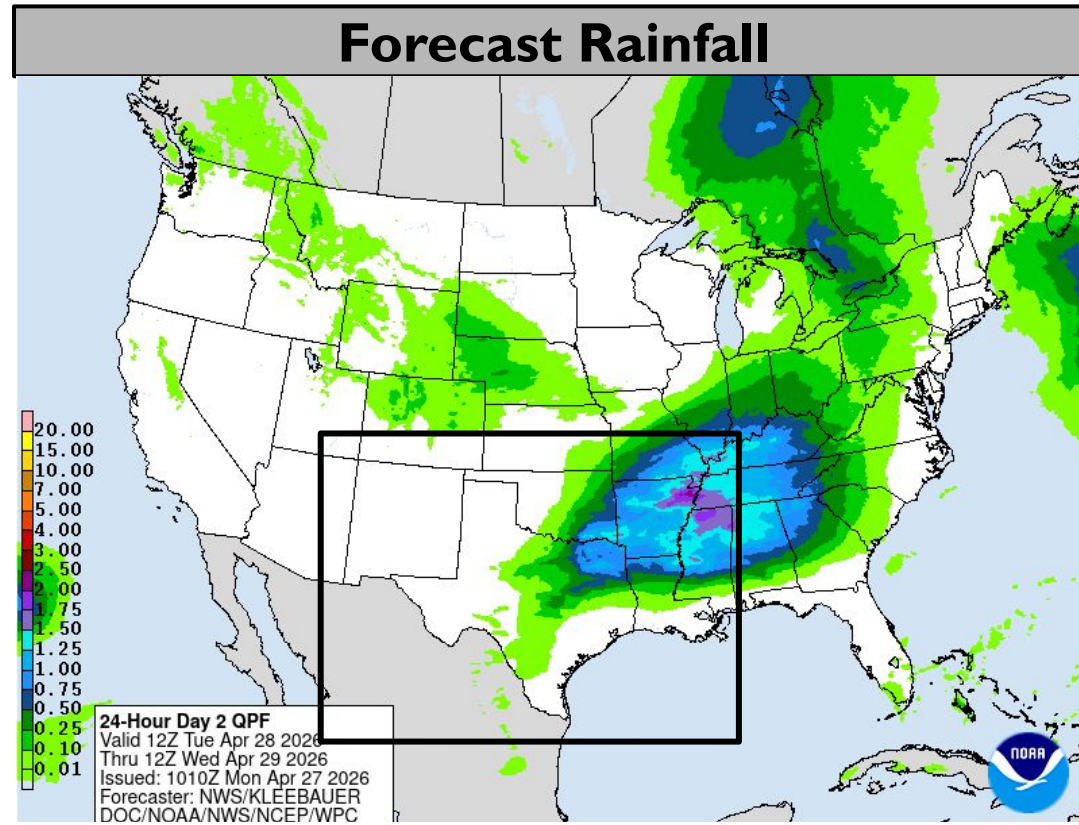 Forecast Rainfall
20.00
15.00
10.00
7.00
5.00
4.00
3.00
2.50
2.00
1.75
1.50
1.25
1.00
0.75
0.50
0.25
0.10
0.01
24-Hour Day 2 QPF
Valid 12Z Tue Apr 28 2026
Thru 12Z Wed Apr 29 2026
Issued: 1010Z Mon Apr 27 2026
Forecaster: NWS/KLEEBAUER
DOC/NOAA/NWS/NCEP/WPC
NOAA